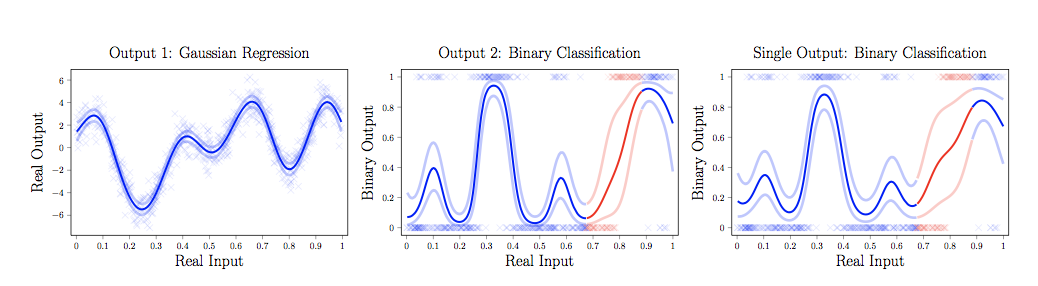 Output 1: Gaussian Regression
Real Output
6
4
2
0
−2
−4
−6
0 0.1 0.2 0.3 0.4 0.5 0.6 0.7 0.8 0.9 1
Real Input
Output 2: Binary Classification
Binary Output
1
0.8
0.6
0.4
0.2
0
0 0.1 0.2 0.3 0.4 0.5 0.6 0.7 0.8 0.9 1
Real Input
Single Output: Binary Classification
Binary Output
1
0.8
0.6
0.4
0.2
0
0 0.1 0.2 0.3 0.4 0.5 0.6 0.7 0.8 0.9 1
Real Input